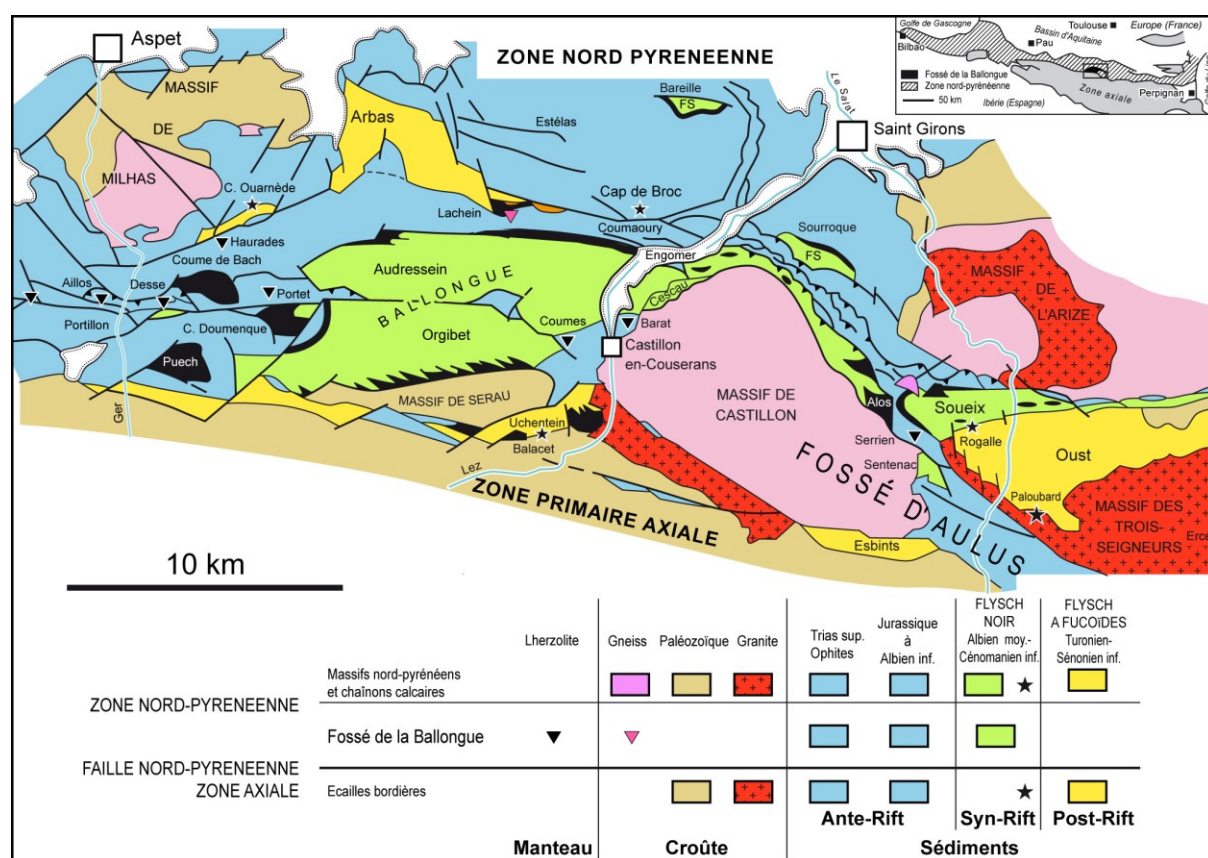 Aspet
ZONE NORD PYRENEENNE
Golfe de Gascogne
Bilbao
Toulouse
Pau
Bassin d'Aquitaine
Europe (France)
Fossé de la Ballongue
Zone nord-pyrénéenne
50 km
Ibérie (Espagne)
Zone axiale
Perpignan
MASSIF
DE
MILHAS
Arbas
Estélas
Bareille
FS
Le Salat
Saint Girons
C. Ouarnède
Lachein
Cap de Broc
Coumaoury
Sourroque
FS
Haurades
Coume de Bach
Engomer
Audressein
BALLONGUE
Cescau
MASSIF
DE
L'ARIZE
Aillos
Desse
Portet
Portillon
C. Doumenque
Orgibet
Coumes
Barat
Castillon
en-Couserans
Puech
MASSIF DE SERAU
MASSIF DE
CASTILLON
Alos
Soueix
Rogalle
Ger
Uchentein
Balacet
Serrien
Sentenac
Oust
Lez
FOSSÉ D'AULUS
Paloubard
ZONE PRIMAIRE AXIALE
MASSIF DES
TROIS-
SEIGNEURS
Ercé
Esbints
10 km
Lherzolite
Gneiss
Paléozoïque
Granite
Trias sup.
Ophites
Jurassique
à
Albien inf.
FLYSCH
NOIR
Albien moy.-
Cénomanien inf.
FLYSCH
A FUCOÏDES
Turonien-
Sénonien inf.
Massifs nord-pyrénéens
et chaînons calcaires
ZONE NORD-PYRENEENNE
Fossé de la Ballongue
FAILLE NORD-PYRENEENNE
ZONE AXIALE
Ecailles bordières
Ante-Rift
Syn-Rift
Post-Rift
Manteau
Croûte
Sédiments